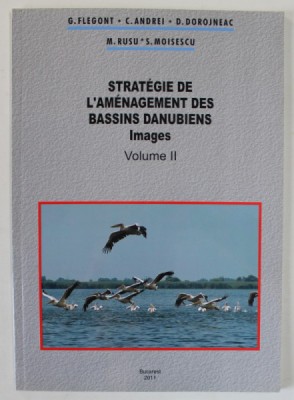 G. FLEGONT • C. ANDREI • D. DOROJNEAC
M. RUSU • S. MOISESCU
STRATÉGIE DE
L'AMÉNAGEMENT DES
BASSINS DANUBIENS
Images
Volume II
Bucarest
2011